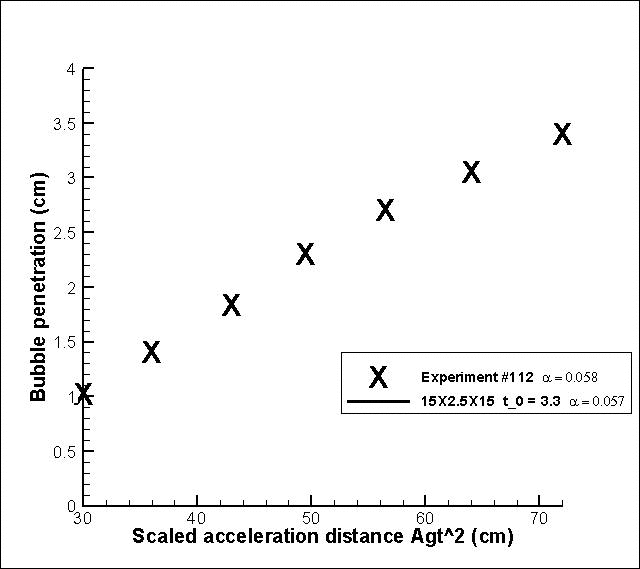 4
3.5
3
2.5
2
1.5
1
0.5
0
30 40 50 60 70
Bubble penetration (cm)
Scaled acceleration distance Agt^2 (cm)
X Experiment #112 α = 0.058
15X2.5X15 t_0 = 3.3 α = 0.057